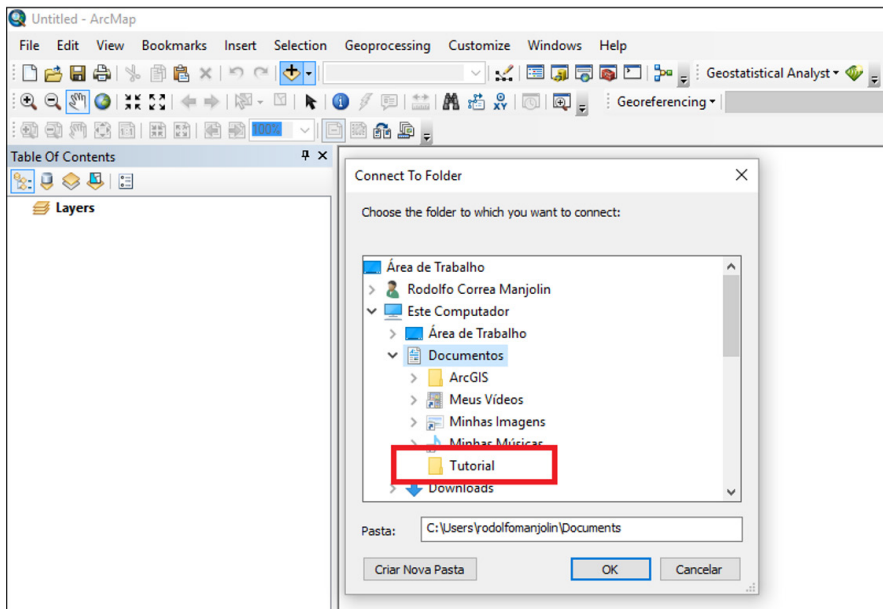 Untitled - ArcMap
File Edit View Bookmarks Insert Selection Geoprocessing Customize Windows Help
Geostatistical Analyst
XY Georeferencing
100%
Table Of Contents
Layers
Connect To Folder
Choose the folder to which you want to connect:
Área de Trabalho
Rodolfo Correa Manjolin
Este Computador
Área de Trabalho
Documentos
ArcGIS
Meus Vídeos
Minhas Imagens
Minhas Músicas
Tutorial
Downloads
Pasta: C:\Users\rodolfomanjolin\Documents
Criar Nova Pasta OK Cancelar